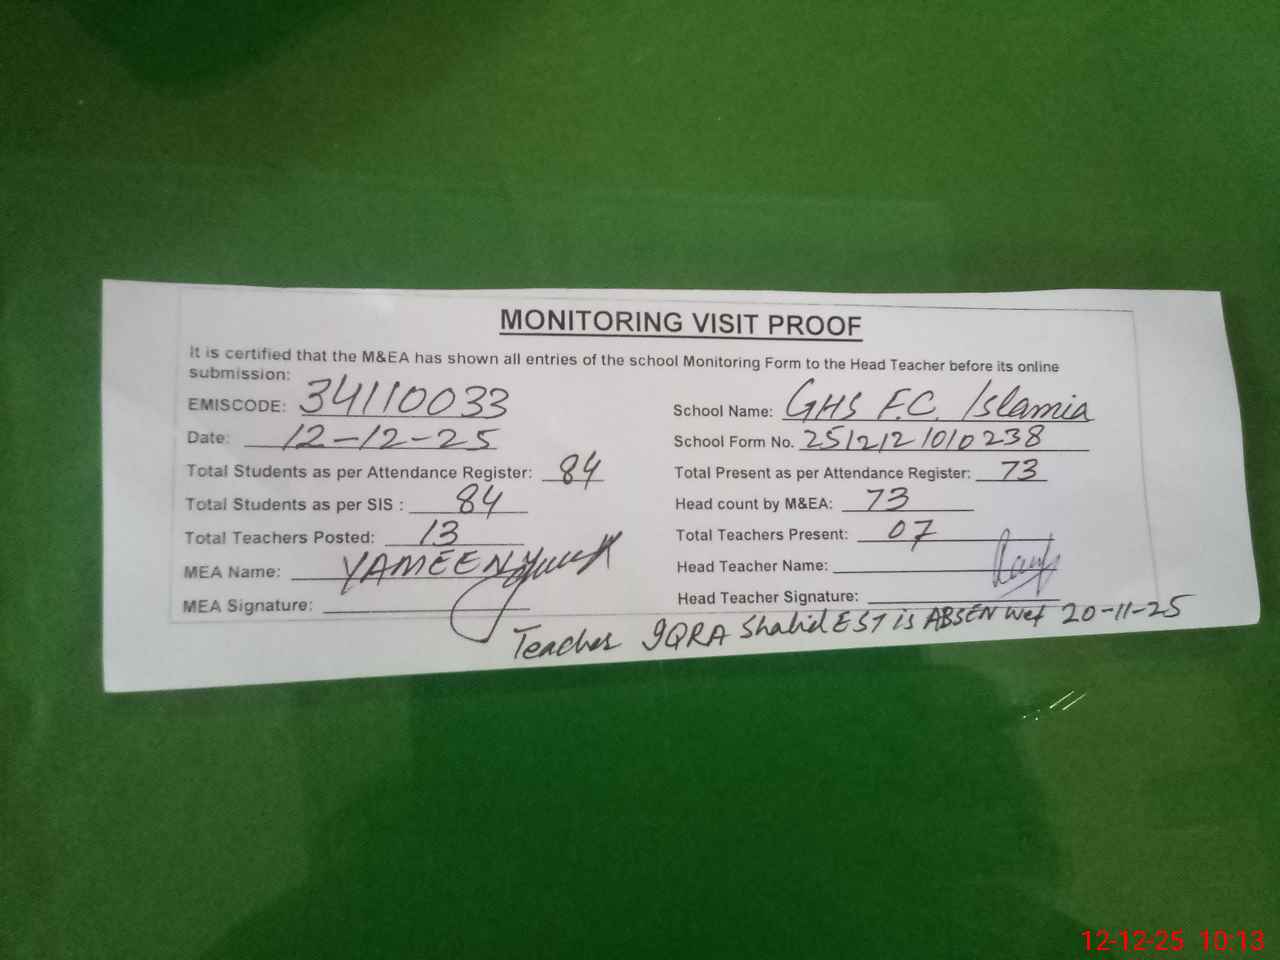 MONITORING VISIT PROOF
It is certified that the M&EA has shown all entries of the school Monitoring Form to the Head Teacher before its online
submission:
EMISCODE: 34110033 School Name: GHS F.C. Islamia
Date: 12-12-25 School Form No. 2512121010238
Total Students as per Attendance Register: 84 Total Present as per Attendance Register: 73
Total Students as per SIS : 84 Head count by M&EA: 73
Total Teachers Posted: 13 Total Teachers Present: 07
MEA Name: YAMEEN Head Teacher Name:
MEA Signature: Head Teacher Signature:
Teacher IQRA Shahid EST is ABSEN wef 20-11-25
12-12-25 10:13